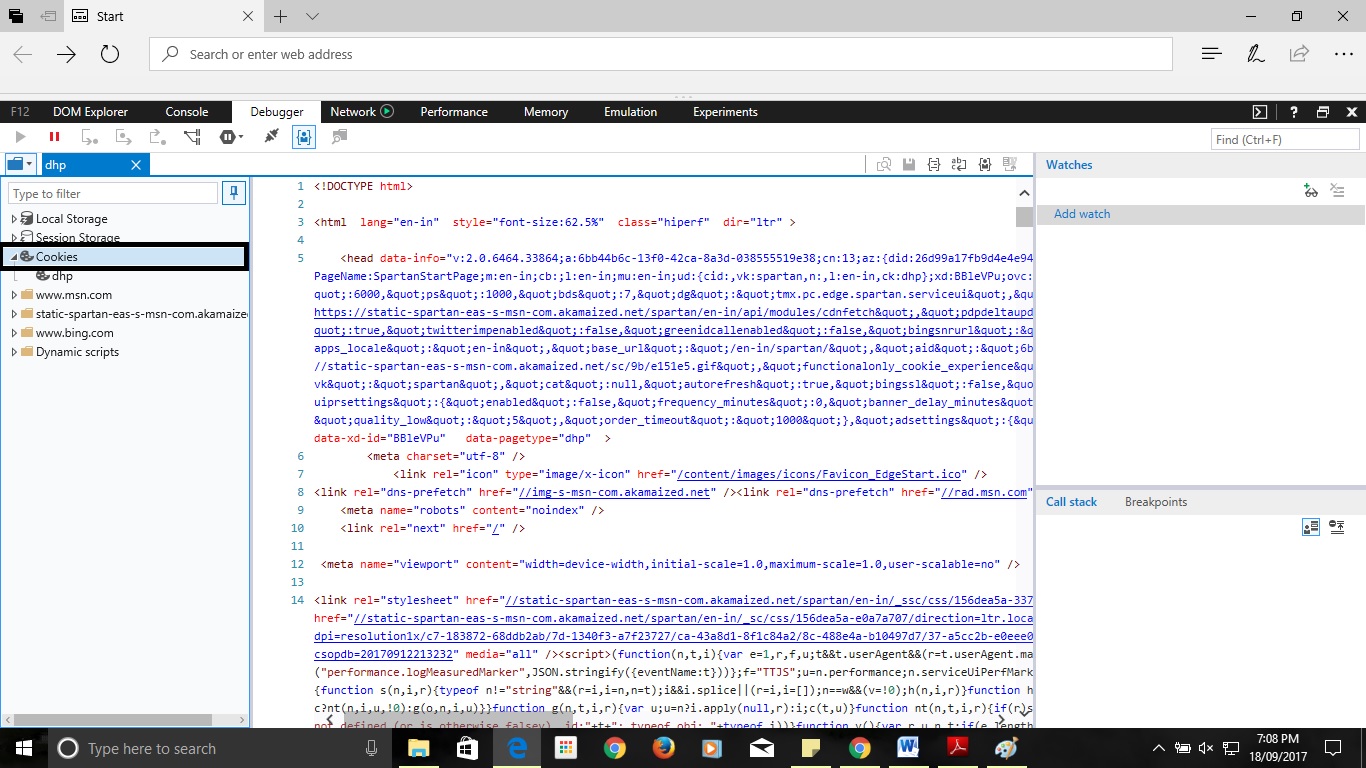 Start
Search or enter web address
F12 DOM Explorer Console Debugger Network Performance Memory Emulation Experiments
Find (Ctrl+F)
dhp
Type to filter
Local Storage
Session Storage
Cookies
dhp
www.msn.com
static-spartan-eas-s-msn-com.akamaize
www.bing.com
Dynamic scripts
1 <!DOCTYPE html>
2
3 <html lang="en-in" style="font-size:62.5%" class="hiperf" dir="ltr" >
4
5 <head data-info="v:2.0.6464.33864;a:6bb44b6c-13f0-42ca-8a3d-038555519e38;cn:13;az:{did:26d99a17fb9d4e4e94
PageName:SpartanStartPage;m:en-in;cb:;l:en-in;mu:en-in;ud:{cid:,vk:spartan,n:,l:en-in,ck:dhp};xd:BBleVPu;ovc:
quot;:6000,&quot;ps&quot;:1000,&quot;bds&quot;:7,&quot;dg&quot;:&quot;tmx.pc.edge.spartan.serviceui&quot;,&qu
https://static-spartan-eas-s-msn-com.akamaized.net/spartan/en-in/api/modules/cdnfetch&quot;,&quot;pdpdeltaupd
quot;:true,&quot;twitterimpenabled&quot;:false,&quot;greenidcallenabled&quot;:false,&quot;bingsnrurl&quot;:&q
apps_locale&quot;:&quot;en-in&quot;,&quot;base_url&quot;:&quot;/en-in/spartan/&quot;,&quot;aid&quot;:&quot;6b
//static-spartan-eas-s-msn-com.akamaized.net/sc/9b/e151e5.gif&quot;,&quot;functionalonly_cookie_experience&qu
vk&quot;:&quot;spartan&quot;,&quot;cat&quot;:null,&quot;autorefresh&quot;:true,&quot;bingssl&quot;:false,&quo
uiprsettings&quot;:{&quot;enabled&quot;:false,&quot;frequency_minutes&quot;:0,&quot;banner_delay_minutes&quot
&quot;quality_low&quot;:&quot;5&quot;,&quot;order_timeout&quot;:&quot;1000&quot;},&quot;adsettings&quot;:{&qu
data-xd-id="BBleVPu" data-pagetype="dhp" >
6 <meta charset="utf-8" />
7 <link rel="icon" type="image/x-icon" href="/content/images/icons/Favicon_EdgeStart.ico" />
8 <link rel="dns-prefetch" href="//img-s-msn-com.akamaized.net" /><link rel="dns-prefetch" href="//rad.msn.com"
9 <meta name="robots" content="noindex" />
10 <link rel="next" href="/" />
11
12 <meta name="viewport" content="width=device-width,initial-scale=1.0,maximum-scale=1.0,user-scalable=no" />
13
14 <link rel="stylesheet" href="//static-spartan-eas-s-msn-com.akamaized.net/spartan/en-in/_ssc/css/156dea5a-337
href="//static-spartan-eas-s-msn-com.akamaized.net/spartan/en-in/_sc/css/156dea5a-e0a7a707/direction=ltr.loca
dpi=resolution1x/c7-183872-68ddb2ab/7d-1340f3-a7f23727/ca-43a8d1-8f1c84a2/8c-488e4a-b10497d7/37-a5cc2b-e0eee0
csopdb=20170912213232" media="all" /><script>(function(n,t,i){var e=1,r,f,u;t&&t.userAgent&&(r=t.userAgent.ma
("performance.logMeasuredMarker",JSON.stringify({eventName:t}))};f="TTJS";u=n.performance;n.serviceUiPerfMark
{function s(n,i,r){typeof n!="string"&&(r=i,i=n,n=t);i&&i.splice||(r=i,i=[]);n==w&&(v=!0);h(n,i,r)}function h
c?nt(n,i,u,!0):g(o,n,i,u)}}function g(n,t,i,r){var u;u=n?i.apply(null,r):i;c(t,u)}function nt(n,t,i,r){if(r)s
not defined (or is otherwise falsey). id:"+t+"; typeof obj: "+typeof i)}function v(){var r,u,n,t;if(e.length
Watches
Add watch
Call stack Breakpoints
Type here to search
7:08 PM
18/09/2017